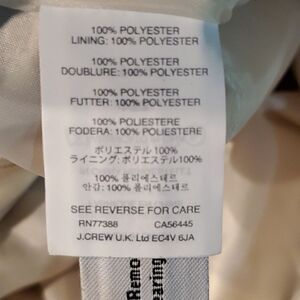 100% POLYESTER
LINING: 100% POLYESTER
100% POLYESTER
DOUBLURE: 100% POLYESTER
100% POLYESTER
FUTTER: 100% POLYESTER
100% POLIESTERE
FODERA: 100% POLIESTERE
ポリエステル 100%
ライニング: ポリエステル100%
100% 폴리에스테르
안감: 100% 폴리에스테르
SEE REVERSE FOR CARE
RN77388 CA56445
J.CREW U.K. Ltd EC4V 6JA
Remo
earing